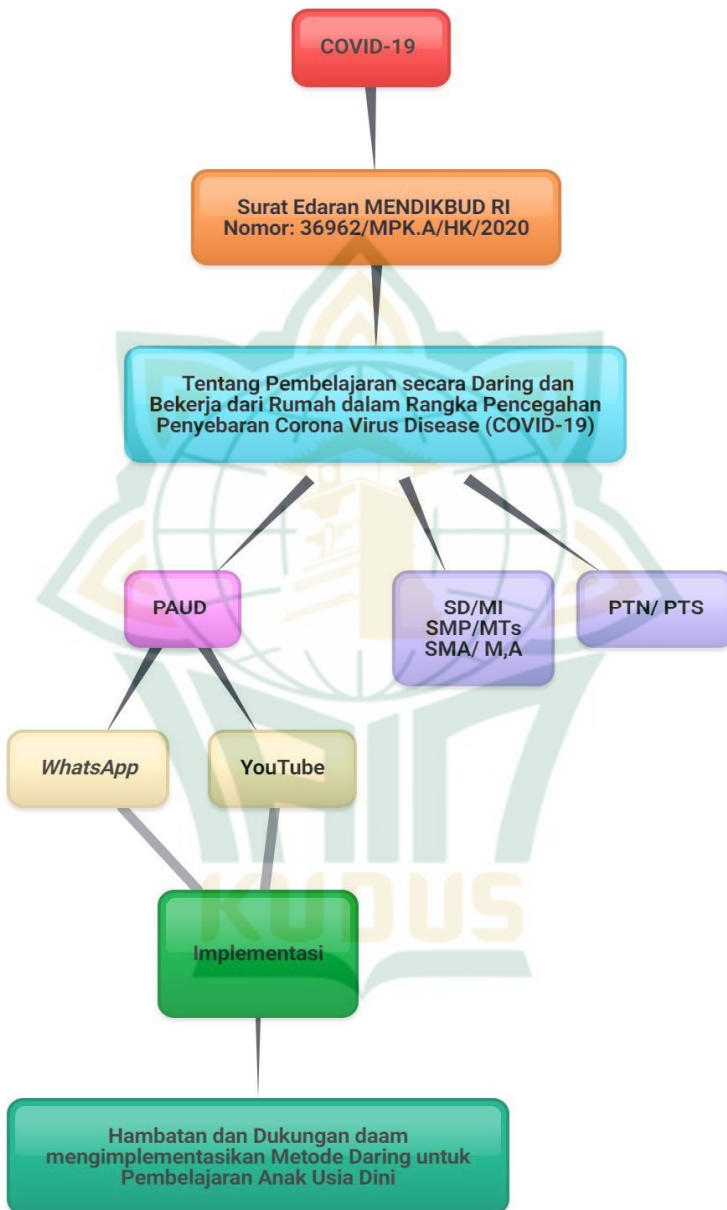 COVID-19
Surat Edaran MENDIKBUD RI
Nomor: 36962/MPK.A/HK/2020
Tentang Pembelajaran secara Daring dan
Bekerja dari Rumah dalam Rangka Pencegahan
Penyebaran Corona Virus Disease (COVID-19)
PAUD
SD/MI
SMP/MTs
SMA/ M,A
PTN/ PTS
WhatsApp
YouTube
KUDUS
Implementasi
Hambatan dan Dukungan daam
mengimplementasikan Metode Daring untuk
Pembelajaran Anak Usia Dini